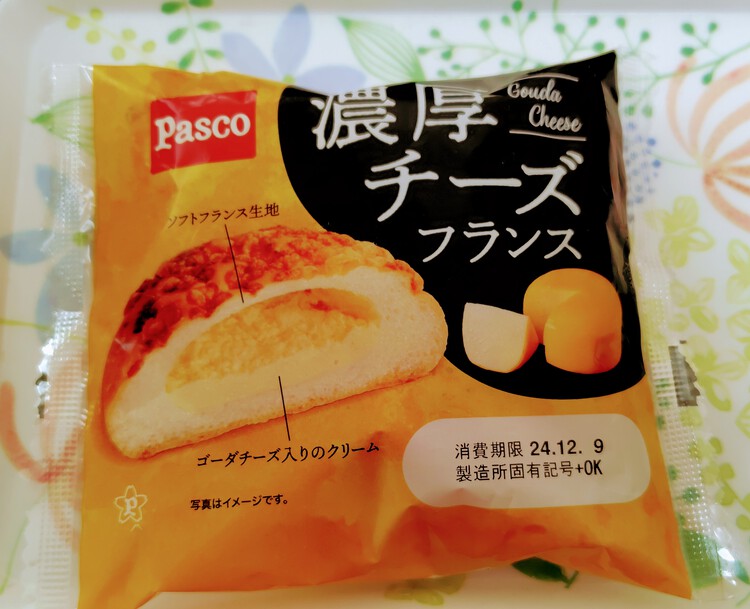 Pasco
濃厚
チーズ
フランス
Gouda
Cheese
ソフトフランス生地
ゴーダチーズ入りのクリーム
消費期限 24.12. 9
製造所固有記号+OK
写真はイメージです。
P